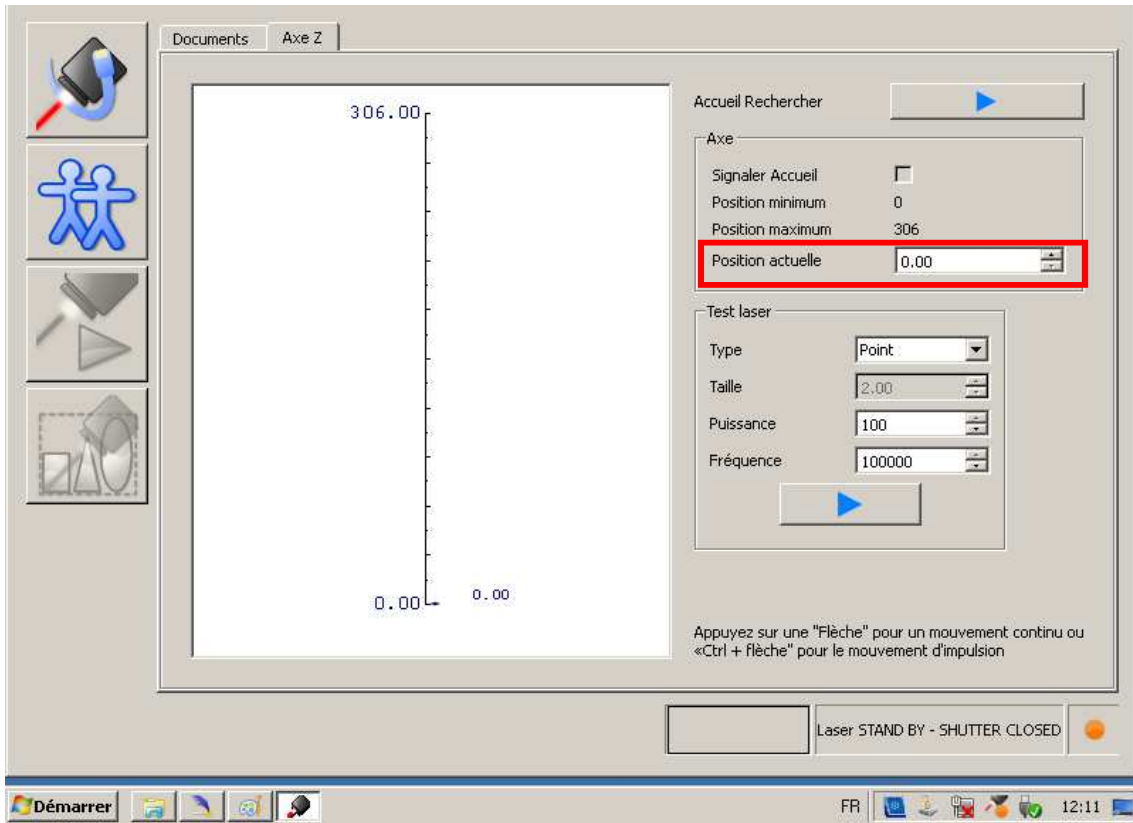 Documents
Axe Z
306.00
0.00
0.00
Accueil Rechercher
Axe
Signaler Accueil
Position minimum 0
Position maximum 306
Position actuelle 0.00
Test laser
Type Point
Taille 2.00
Puissance 100
Fréquence 100000
Appuyez sur une "Flèche" pour un mouvement continu ou
«Ctrl + flèche" pour le mouvement d'impulsion
Laser STAND BY - SHUTTER CLOSED
Démarrer
FR
12:11